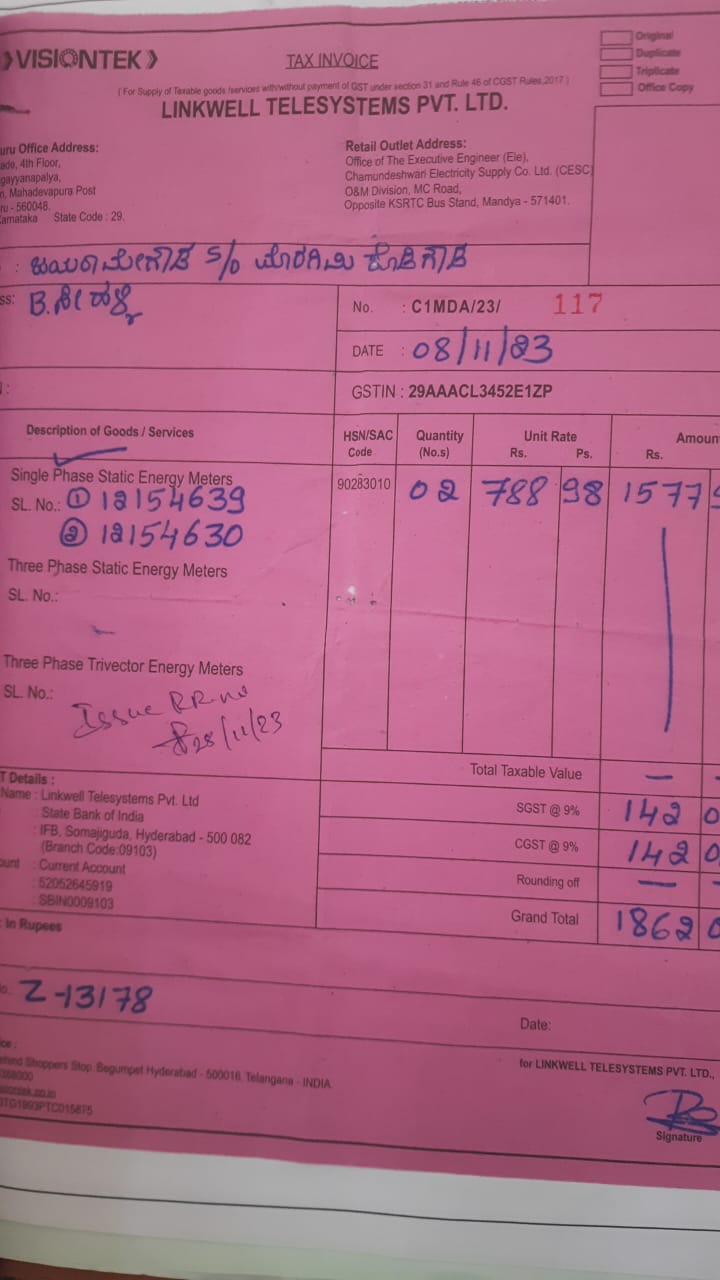 VISIONTEK
TAX INVOICE
Original
Duplicate
Triplicate
Office Copy
( For Supply of Taxable goods /services with/without payment of GST under section 31 and Rule 46 of CGST Rules,2017 )
LINKWELL TELESYSTEMS PVT. LTD.
uru Office Address:
ade, 4th Floor,
gayyanapalya,
n, Mahadevapura Post
ru - 560048.
arnataka State Code : 29.
Retail Outlet Address:
Office of The Executive Engineer (Ele),
Chamundeshwari Electricity Supply Co. Ltd. (CESC)
O&M Division, MC Road,
Opposite KSRTC Bus Stand, Mandya - 571401.
: S/o
ss: B.
No. : C1MDA/23/ 117
DATE : 08/11/23
GSTIN : 29AAACL3452E1ZP
Description of Goods / Services HSN/SAC Code Quantity (No.s) Unit Rate Rs. Ps. Amoun Rs.
Single Phase Static Energy Meters 90283010 02 788 98 1577
SL. No.: ① 12154639
② 12154630
Three Phase Static Energy Meters
SL. No.:
Three Phase Trivector Energy Meters
SL. No.:
Issue RR no
28/11/23
Total Taxable Value —
T Details :
Name : Linkwell Telesystems Pvt. Ltd
: State Bank of India
: IFB, Somajiguda, Hyderabad - 500 082
(Branch Code:09103)
ount : Current Account
: 52052645919
: SBIN0009103
SGST @ 9% 142 0
CGST @ 9% 142 0
Rounding off —
Grand Total 1862 0
: In Rupees
o. Z-13178
Date:
ice :
ehind Shoppers Stop, Begumpet Hyderabad - 500016. Telangana - INDIA.
for LINKWELL TELESYSTEMS PVT. LTD.,
Signature